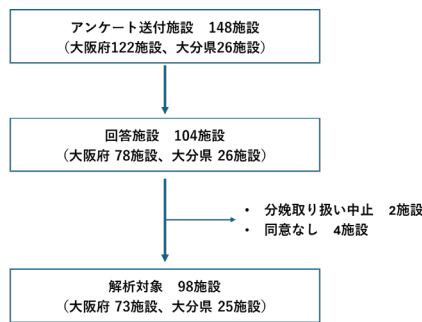 アンケート送付施設　148施設
（大阪府122施設、大分県26施設）
回答施設　104施設
（大阪府 78施設、大分県 26施設）
・ 分娩取り扱い中止　2施設
・ 同意なし　4施設
解析対象　98施設
（大阪府 73施設、大分県 25施設）